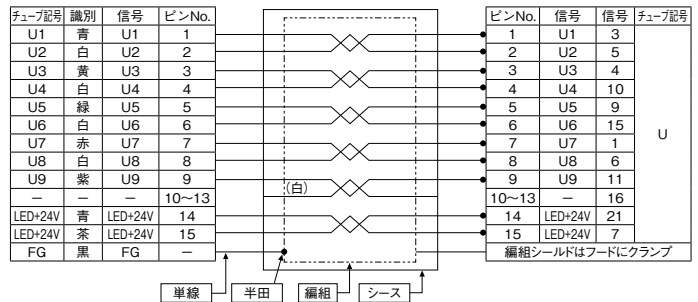 チューブ記号 識別 信号 ピンNo. ピンNo. 信号 信号 チューブ記号
U1 青 U1 1 1 U1 3
U2 白 U2 2 2 U2 5
U3 黄 U3 3 3 U3 4
U4 白 U4 4 4 U4 10
U5 緑 U5 5 5 U5 9
U6 白 U6 6 6 U6 15
U
U7 赤 U7 7 7 U7 1
U8 白 U8 8 8 U8 6
U9 紫 U9 9 (白) 9 U9 11
− − − 10〜13 10〜13 − 16
LED+24V 青 LED+24V 14 14 LED+24V 21
LED+24V 茶 LED+24V 15 15 LED+24V 7
FG 黒 FG − 編組シールドはフードにクランプ
単線 半田 編組 シース